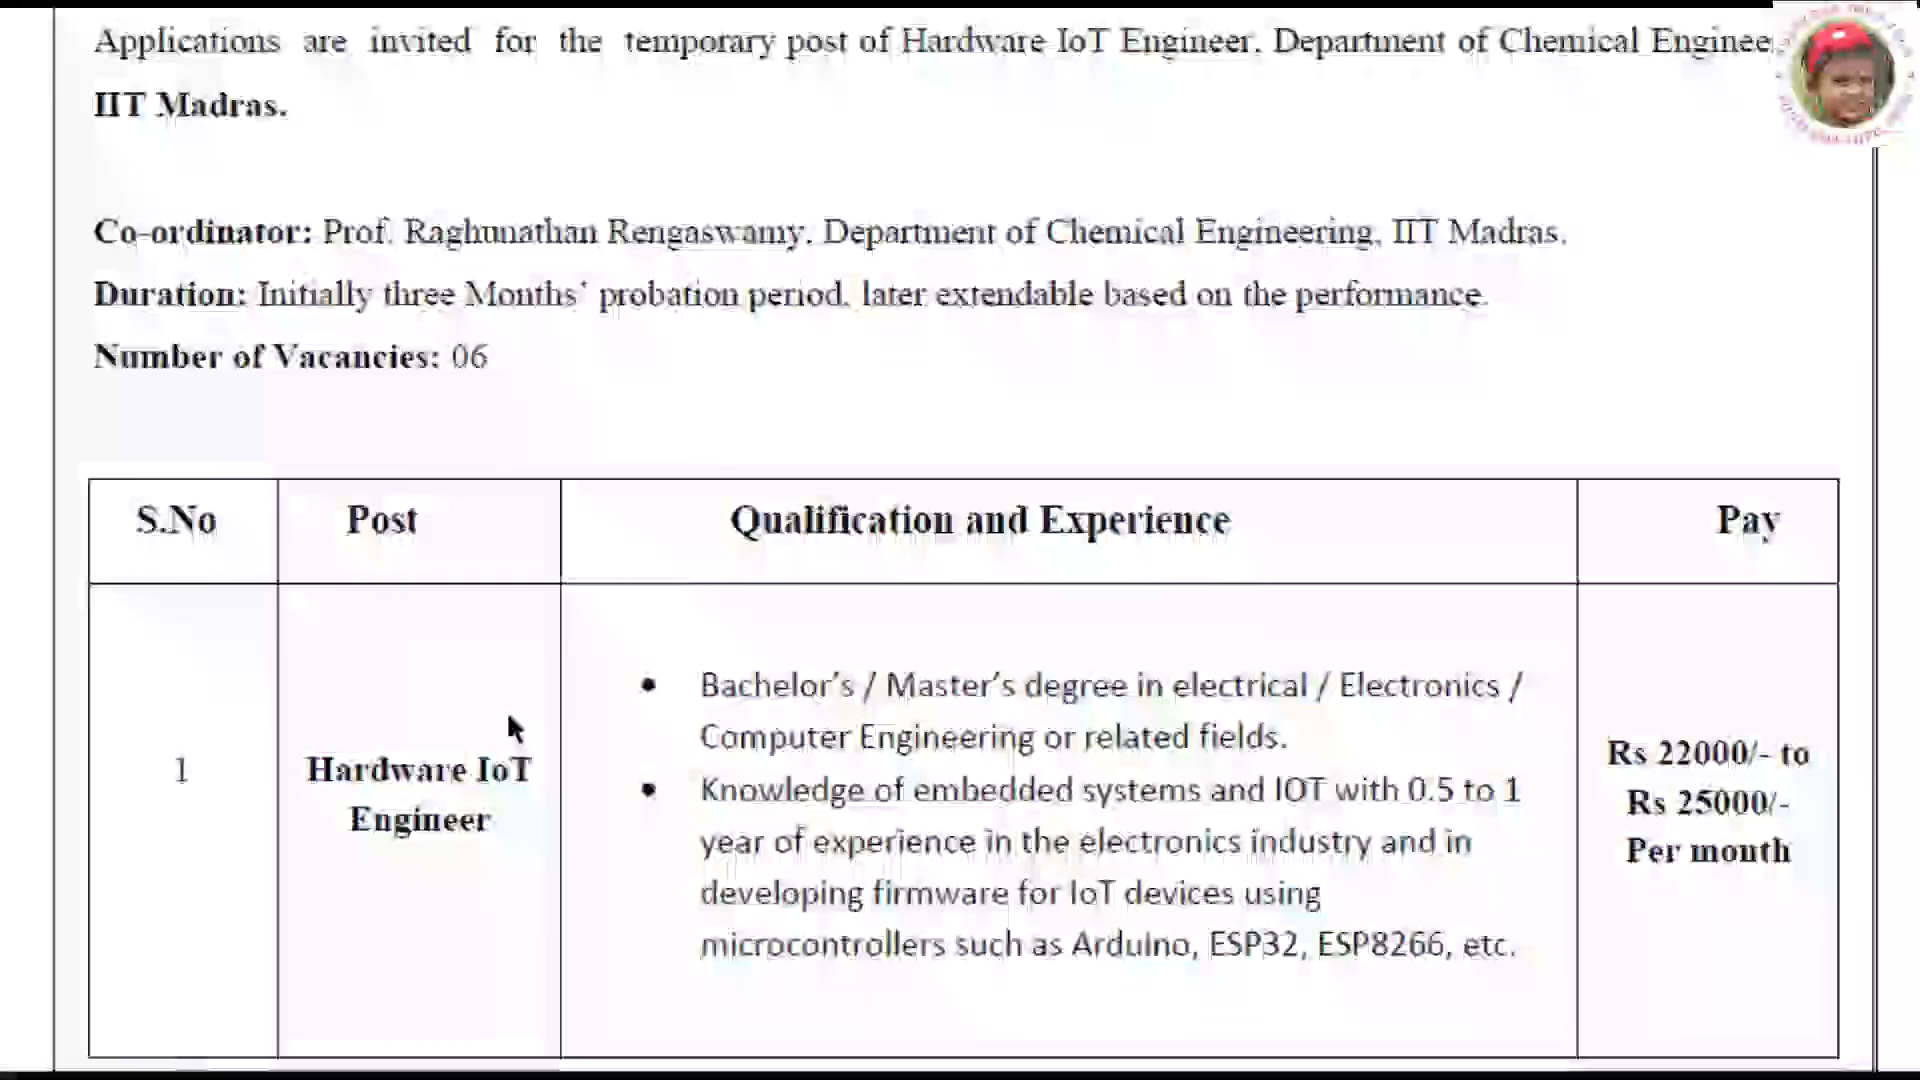 Applications are invited for the temporary post of Hardware IoT Engineer, Department of Chemical Enginee
IIT Madras.
Co-ordinator: Prof. Raghunathan Rengaswamy, Department of Chemical Engineering, IIT Madras.
Duration: Initially three Months' probation period, later extendable based on the performance.
Number of Vacancies: 06
S.No Post Qualification and Experience Pay
• Bachelor's / Master's degree in electrical / Electronics /
Computer Engineering or related fields.
• Knowledge of embedded systems and IOT with 0.5 to 1
year of experience in the electronics industry and in
developing firmware for IoT devices using
microcontrollers such as Arduino, ESP32, ESP8266, etc.
1
Hardware IoT
Engineer
Rs 22000/- to
Rs 25000/-
Per month